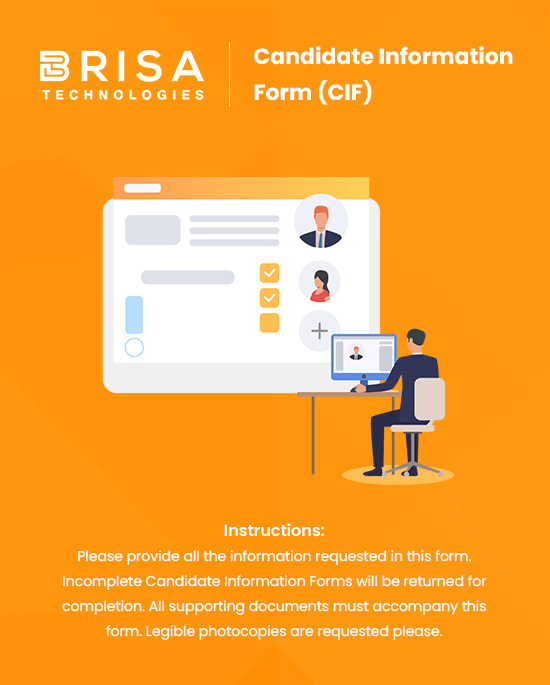 BRISA
TECHNOLOGIES
Candidate Information
Form (CIF)
Instructions:
Please provide all the information requested in this form.
Incomplete Candidate Information Forms will be returned for
completion. All supporting documents must accompany this
form. Legible photocopies are requested please.